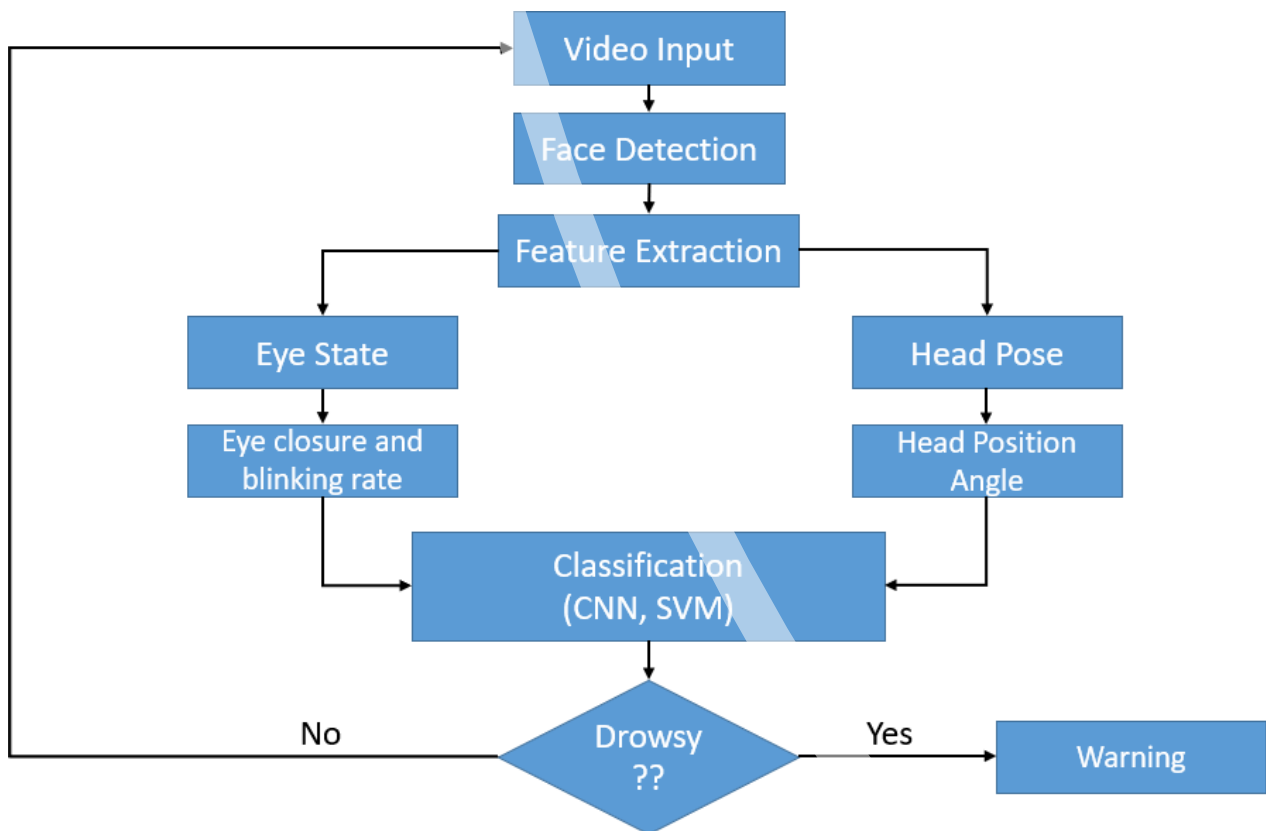 Video Input
Face Detection
Feature Extraction
Eye State
Head Pose
Eye closure and
blinking rate
Head Position
Angle
Classification
(CNN, SVM)
No
Drowsy
??
Yes
Warning